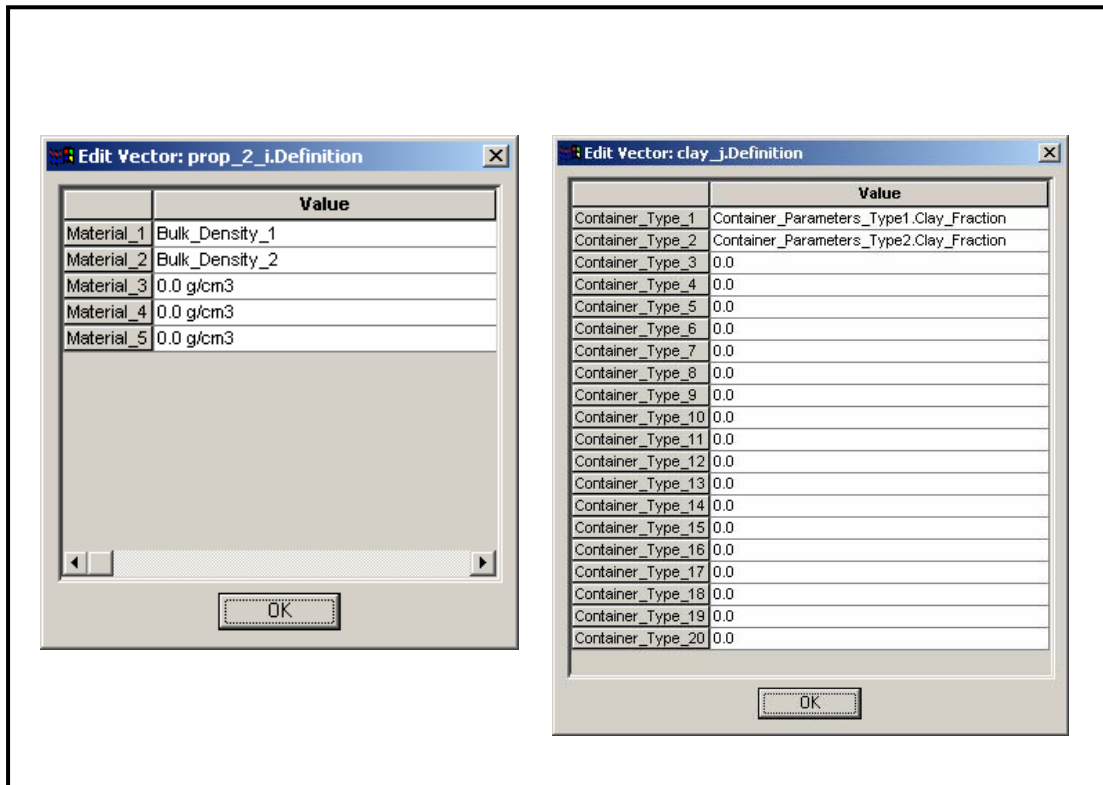 Edit Vector: prop_2_i.Definition
Value
Material_1 Bulk_Density_1
Material_2 Bulk_Density_2
Material_3 0.0 g/cm3
Material_4 0.0 g/cm3
Material_5 0.0 g/cm3
OK
Edit Vector: clay_j.Definition
Value
Container_Type_1 Container_Parameters_Type1.Clay_Fraction
Container_Type_2 Container_Parameters_Type2.Clay_Fraction
Container_Type_3 0.0
Container_Type_4 0.0
Container_Type_5 0.0
Container_Type_6 0.0
Container_Type_7 0.0
Container_Type_8 0.0
Container_Type_9 0.0
Container_Type_10 0.0
Container_Type_11 0.0
Container_Type_12 0.0
Container_Type_13 0.0
Container_Type_14 0.0
Container_Type_15 0.0
Container_Type_16 0.0
Container_Type_17 0.0
Container_Type_18 0.0
Container_Type_19 0.0
Container_Type_20 0.0
OK